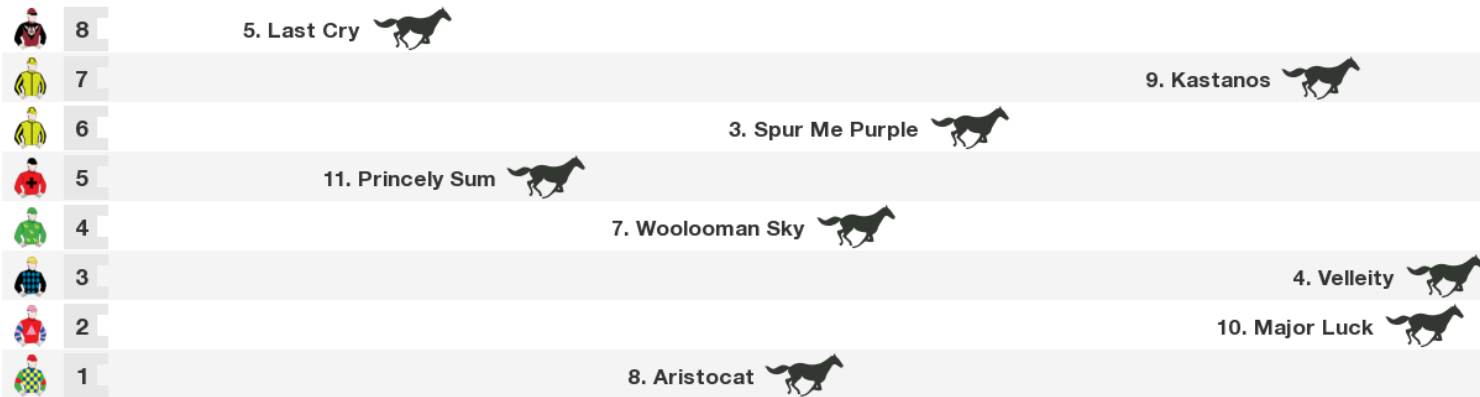 8 5. Last Cry
7 9. Kastanos
6 3. Spur Me Purple
5 11. Princely Sum
4 7. Woolooman Sky
3 4. Velleity
2 10. Major Luck
1 8. Aristocat